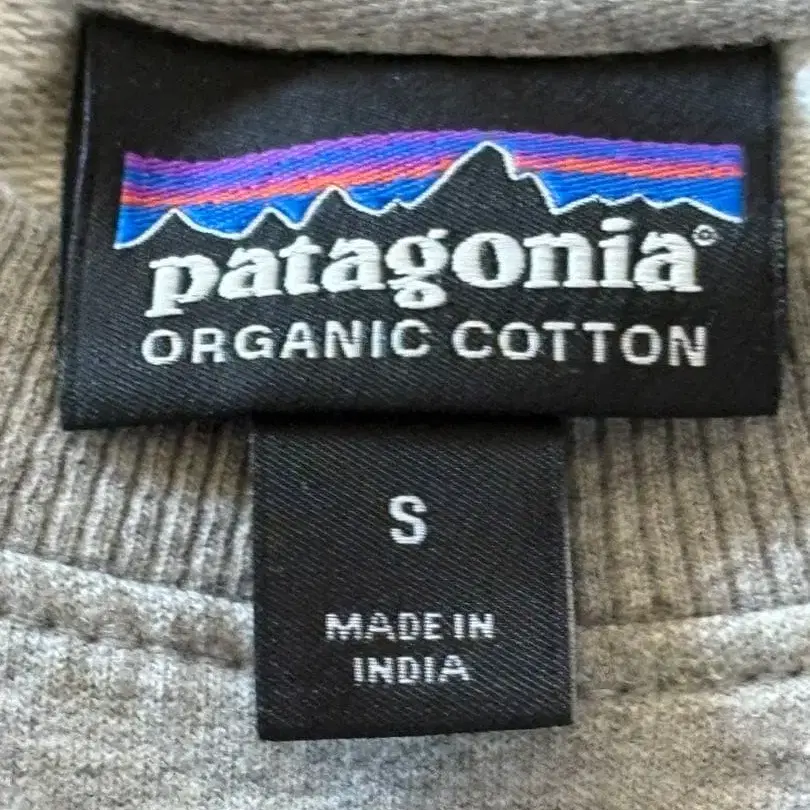 patagonia®
ORGANIC COTTON
S
MADE IN
INDIA